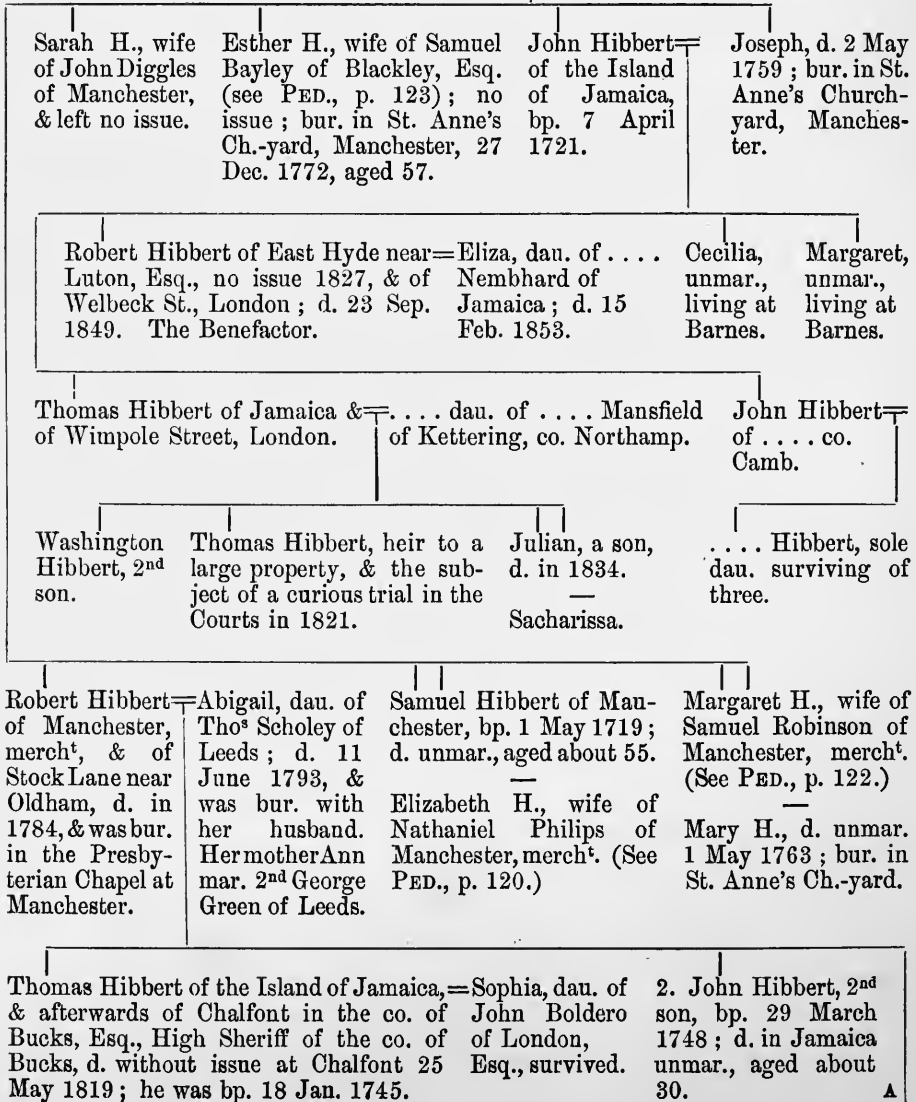 Sarah H., wife
of John Diggles
of Manchester,
& left no issue.
Esther H., wife of Samuel
Bayley of Blackley, Esq.
(see PED., p. 123); no
issue; bur. in St. Anne's
Ch.-yard, Manchester, 27
Dec. 1772, aged 57.
John Hibbert=
of the Island
of Jamaica,
bp. 7 April
1721.
Joseph, d. 2 May
1759; bur. in St.
Anne's Church-
yard, Manches-
ter.
Robert Hibbert of East Hyde near=
Luton, Esq., no issue 1827, & of
Welbeck St., London; d. 23 Sep.
1849. The Benefactor.
Eliza, dau. of . . . .
Nembhard of
Jamaica; d. 15
Feb. 1853.
Cecilia,
unmar.,
living at
Barnes.
Margaret,
unmar.,
living at
Barnes.
Thomas Hibbert of Jamaica &=
of Wimpole Street, London.
. . . . dau. of . . . . Mansfield
of Kettering, co. Northamp.
John Hibbert=
of . . . . co.
Camb.
Washington
Hibbert, 2nd
son.
Thomas Hibbert, heir to a
large property, & the sub-
ject of a curious trial in the
Courts in 1821.
Julian, a son,
d. in 1834.
—
Sacharissa.
. . . . Hibbert, sole
dau. surviving of
three.
Robert Hibbert=
of Manchester,
mercht, & of
Stock Lane near
Oldham, d. in
1784, & was bur.
in the Presby-
terian Chapel at
Manchester.
Abigail, dau. of
Thos Scholey of
Leeds; d. 11
June 1793, &
was bur. with
her husband.
Her mother Ann
mar. 2nd George
Green of Leeds.
Samuel Hibbert of Man-
chester, bp. 1 May 1719;
d. unmar., aged about 55.
—
Elizabeth H., wife of
Nathaniel Philips of
Manchester, mercht. (See
PED., p. 120.)
Margaret H., wife of
Samuel Robinson of
Manchester, mercht.
(See PED., p. 122.)
—
Mary H., d. unmar.
1 May 1763; bur. in
St. Anne's Ch.-yard.
Thomas Hibbert of the Island of Jamaica,=
& afterwards of Chalfont in the co. of
Bucks, Esq., High Sheriff of the co. of
Bucks, d. without issue at Chalfont 25
May 1819; he was bp. 18 Jan. 1745.
Sophia, dau. of
John Boldero
of London,
Esq., survived.
2. John Hibbert, 2nd
son, bp. 29 March
1748; d. in Jamaica
unmar., aged about
30. A